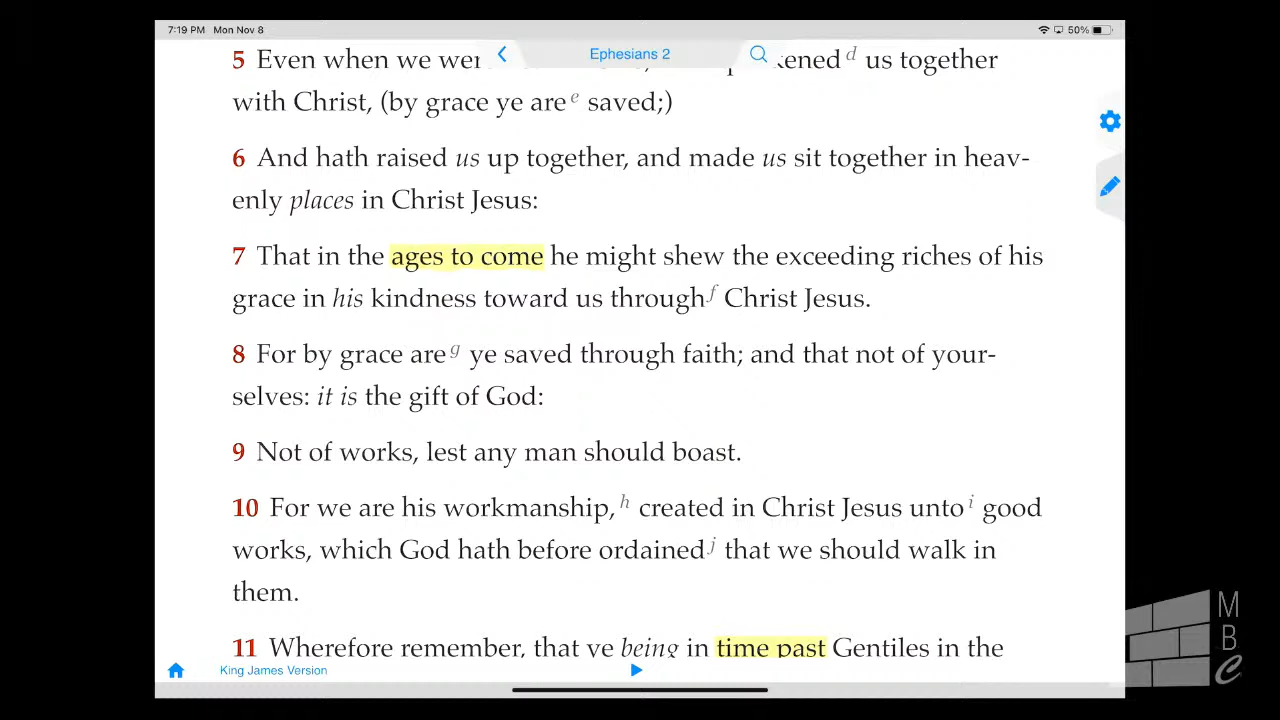 7:19 PM Mon Nov 8
50%
Ephesians 2
5 Even when we wer kened d us together
with Christ, (by grace ye are e saved;)
6 And hath raised us up together, and made us sit together in heav-
enly places in Christ Jesus:
7 That in the ages to come he might shew the exceeding riches of his
grace in his kindness toward us through f Christ Jesus.
8 For by grace are g ye saved through faith; and that not of your-
selves: it is the gift of God:
9 Not of works, lest any man should boast.
10 For we are his workmanship, h created in Christ Jesus unto i good
works, which God hath before ordained j that we should walk in
them.
11 Wherefore remember, that ye being in time past Gentiles in the
King James Version
M
B
C